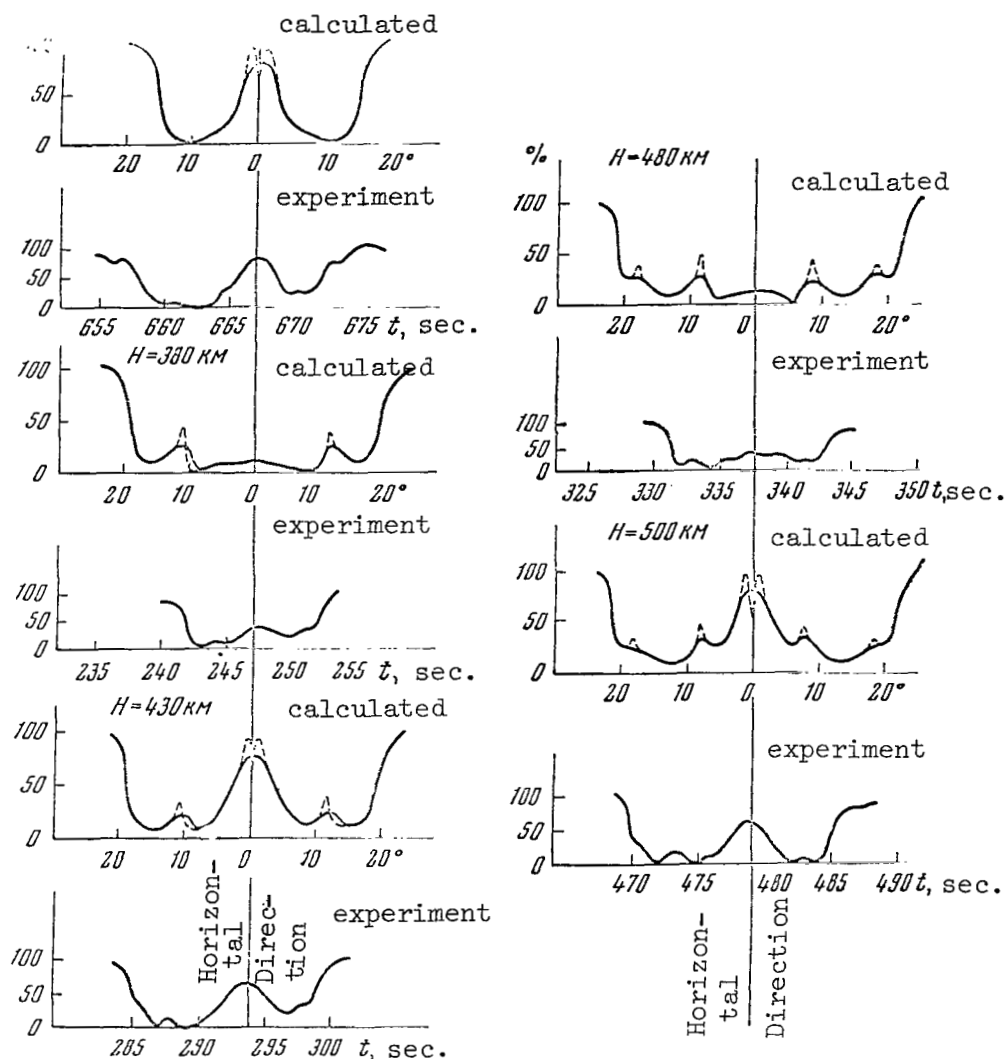 calculated
50
0
20 10 0 10 20°
experiment
100
50
0
655 660 665 670 675 t, sec.
H=380 км
calculated
100
50
0
20 10 0 10 20°
experiment
100
50
0
235 240 245 250 255 t, sec.
H=430 км
calculated
100
50
0
20 10 0 10 20°
Horizon-
tal
Direc-
tion
experiment
100
50
0
285 290 295 300 t, sec.
%
H=480 км
calculated
100
50
0
20 10 0 10 20°
experiment
100
50
0
325 330 335 340 345 350 t, sec.
H=500 км
calculated
100
50
0
20 10 0 10 20°
experiment
100
50
0
470 475 480 485 490 t, sec.
Horizon-
tal
Direction